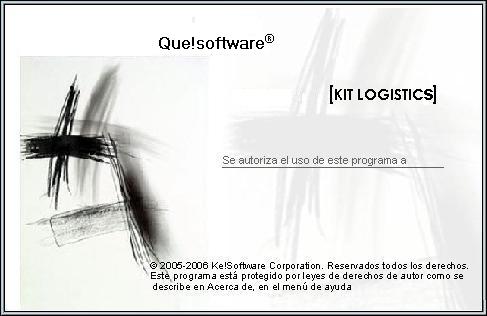 Que!software®
[KIT LOGISTICS]
Se autoriza el uso de este programa a
© 2005-2006 Ke!Software Corporation. Reservados todos los derechos.
Este programa está protegido por leyes de derechos de autor como se
describe en Acerca de, en el menú de ayuda